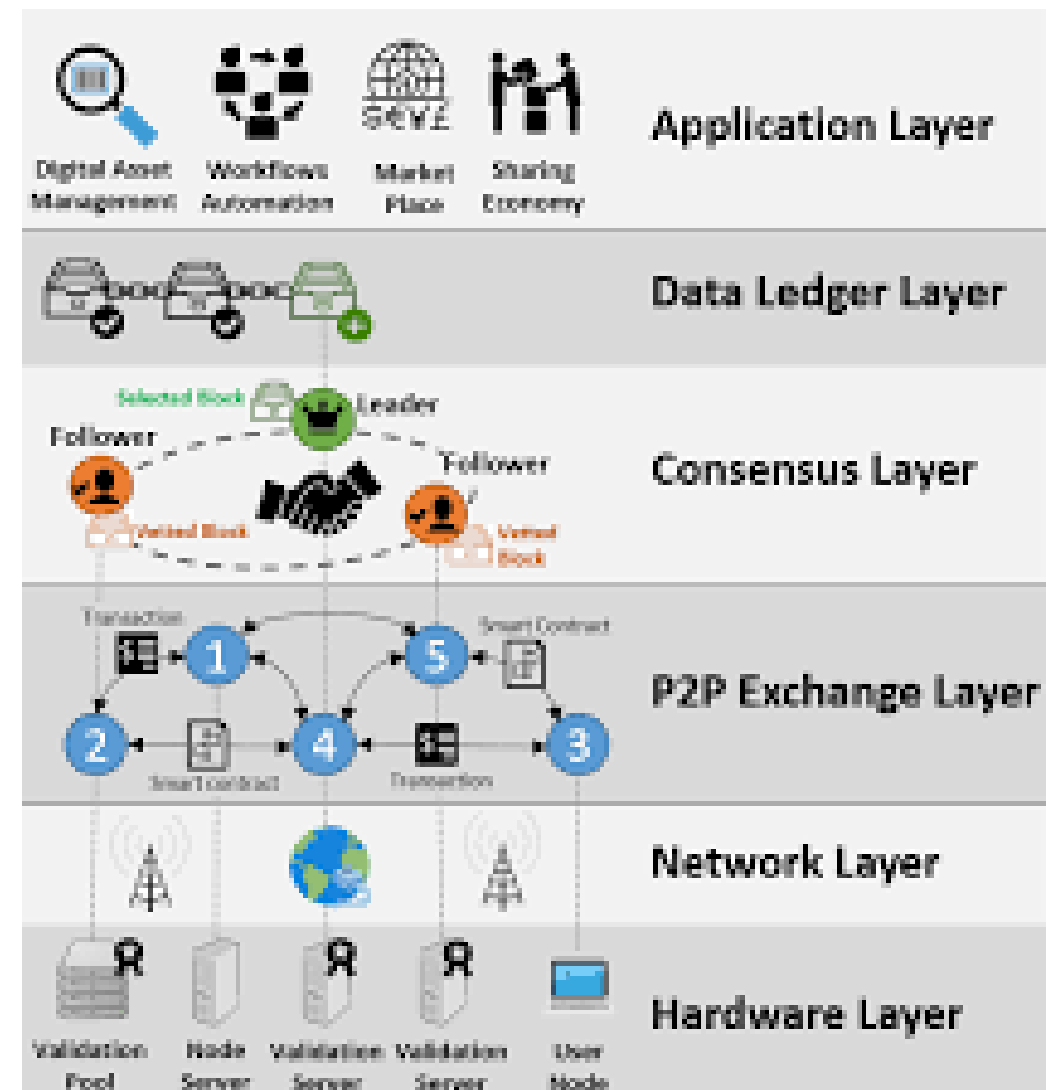 Application Layer
Digital Asset
Management
Workflows
Automation
Market
Place
Sharing
Economy
Data Ledger Layer
Selected Block
Leader
Follower
Follower
Consensus Layer
Vetted Block
Vetted
Block
Transaction
1
5
Smart Contract
P2P Exchange Layer
2
4
3
Smart contract
Transaction
Network Layer
Hardware Layer
Validation
Pool
Node
Server
Validation
Server
Validation
Server
User
Node